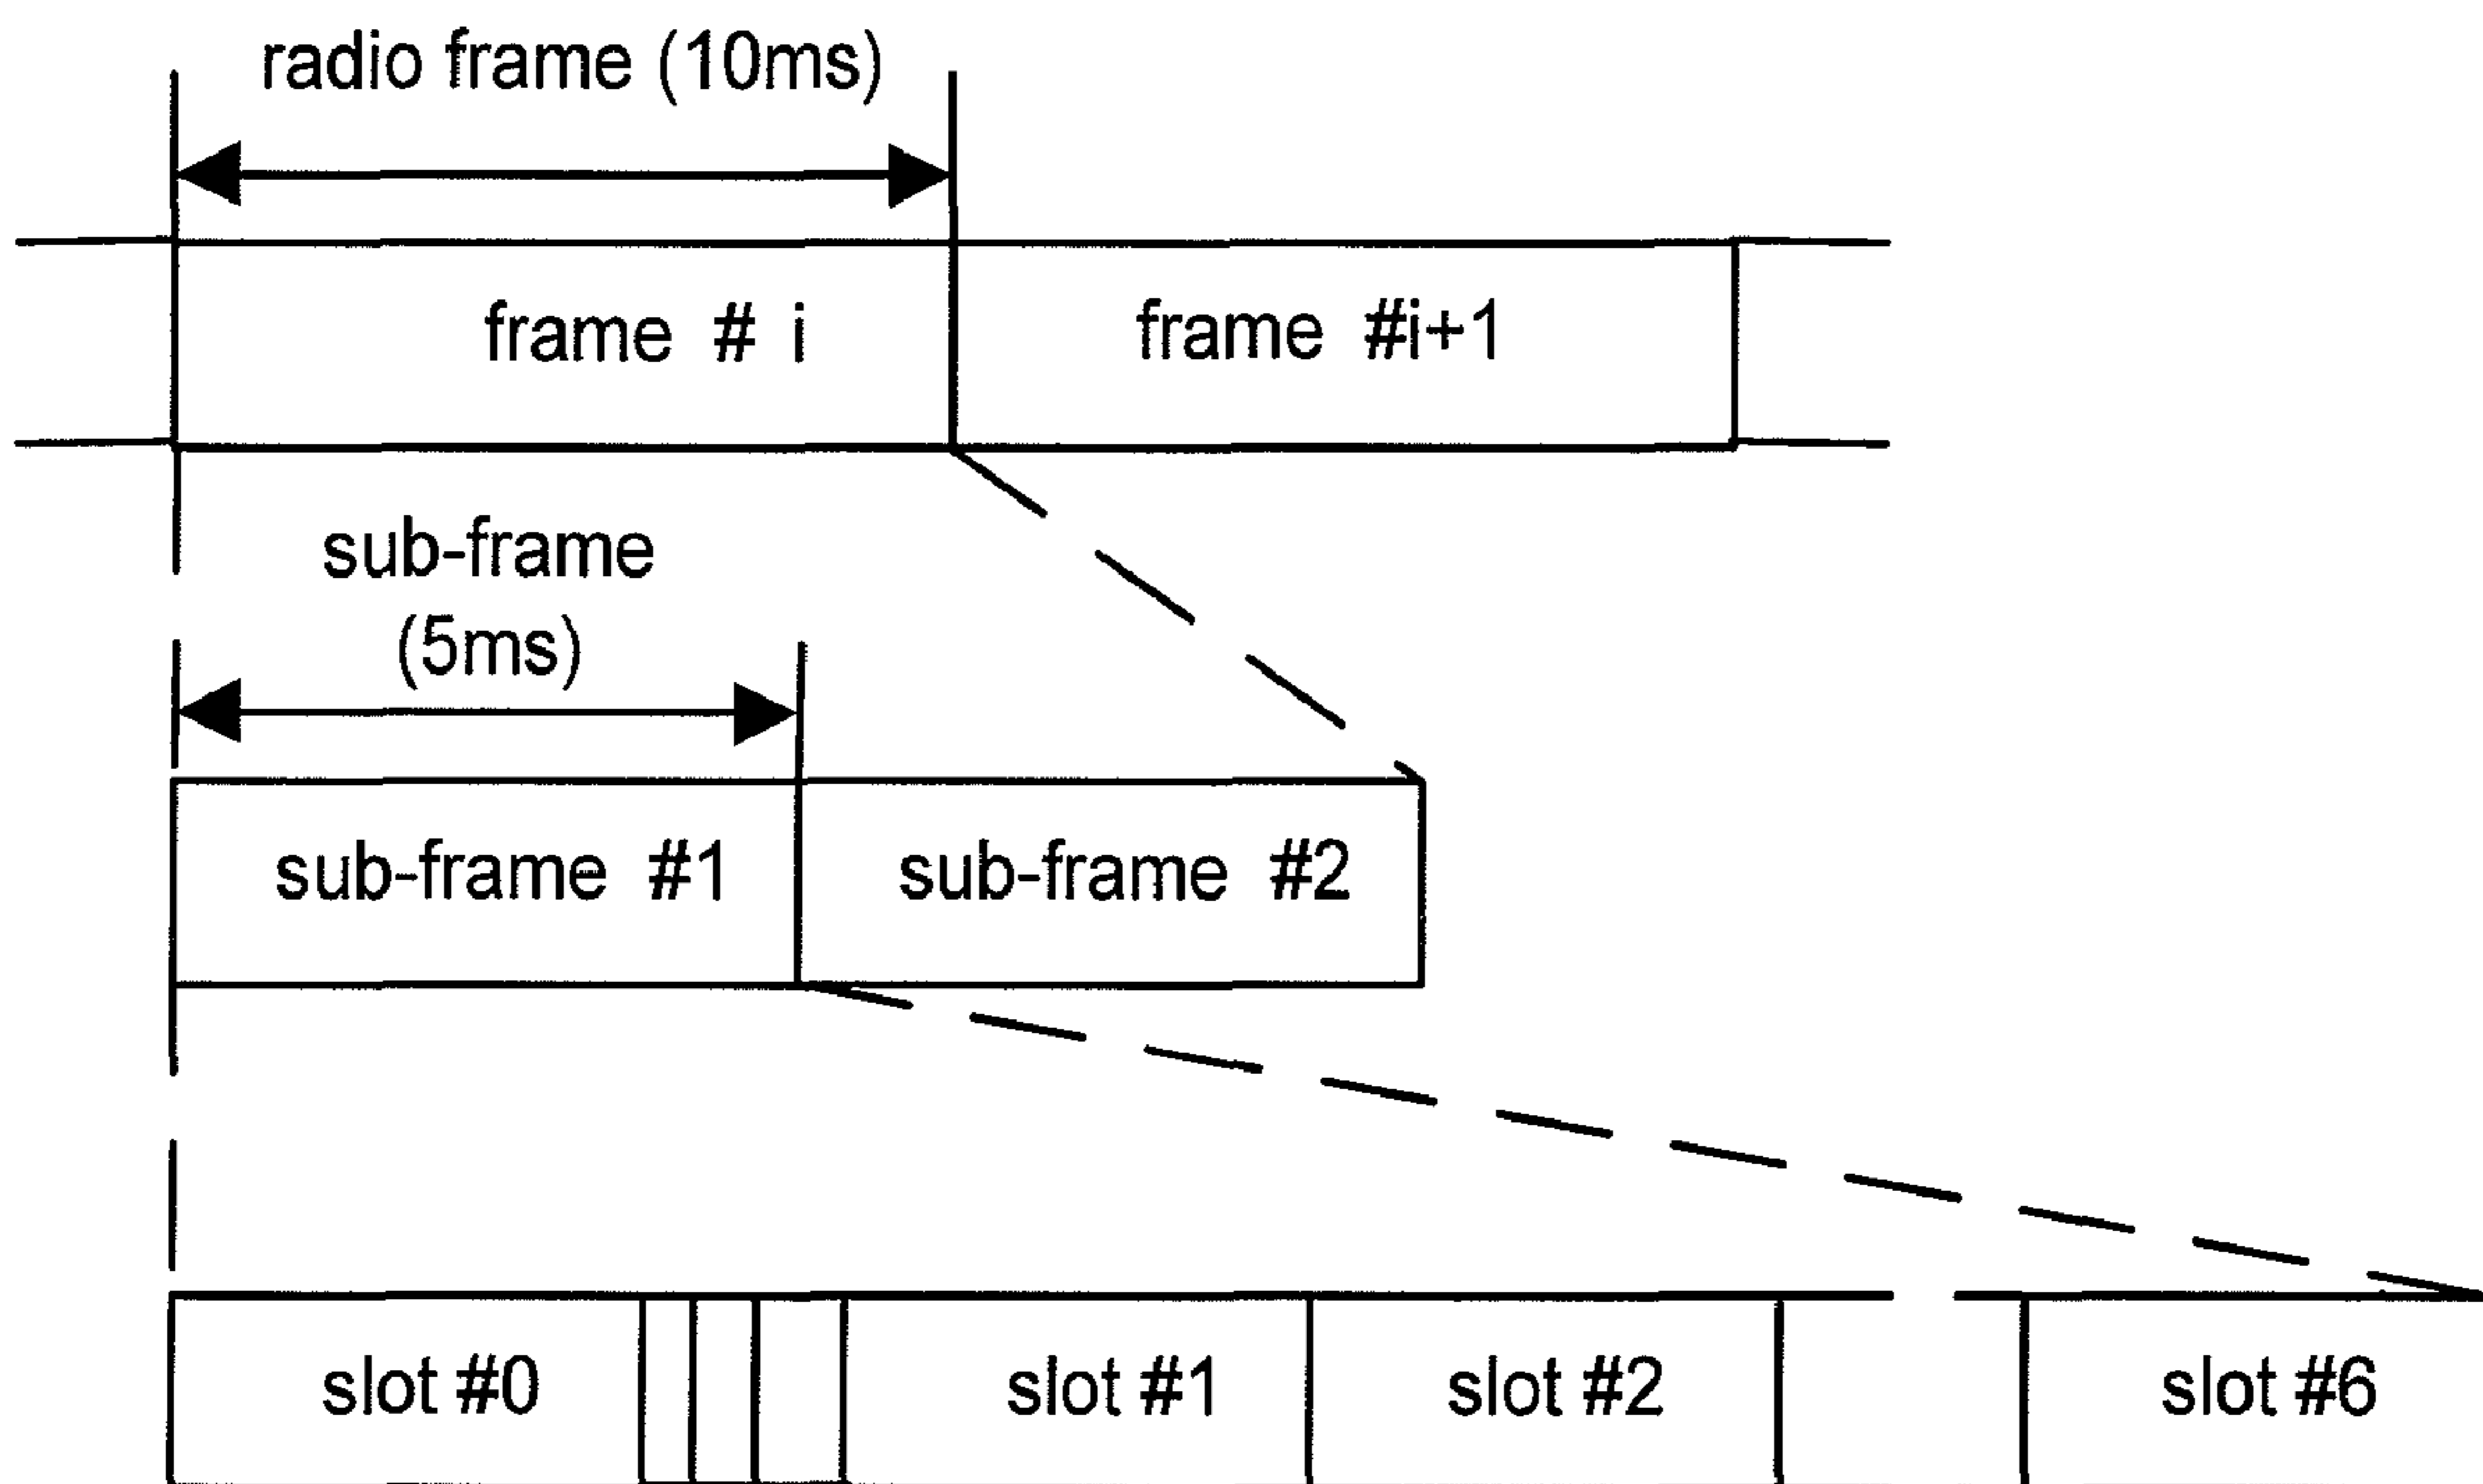 radio frame (10ms)
frame # i
frame #i+1
sub-frame
(5ms)
sub-frame #1
sub-frame #2
slot #0
slot #1
slot #2
slot #6